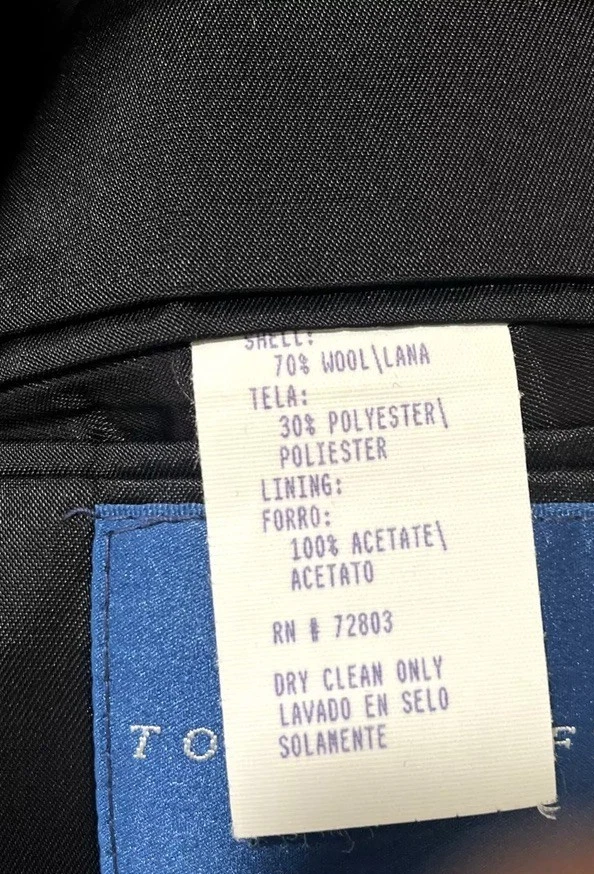 SHELL:
70% WOOL\LANA
TELA:
30% POLYESTER\
POLIESTER
LINING:
FORRO:
100% ACETATE\
ACETATO
RN # 72803
DRY CLEAN ONLY
LAVADO EN SELO
SOLAMENTE